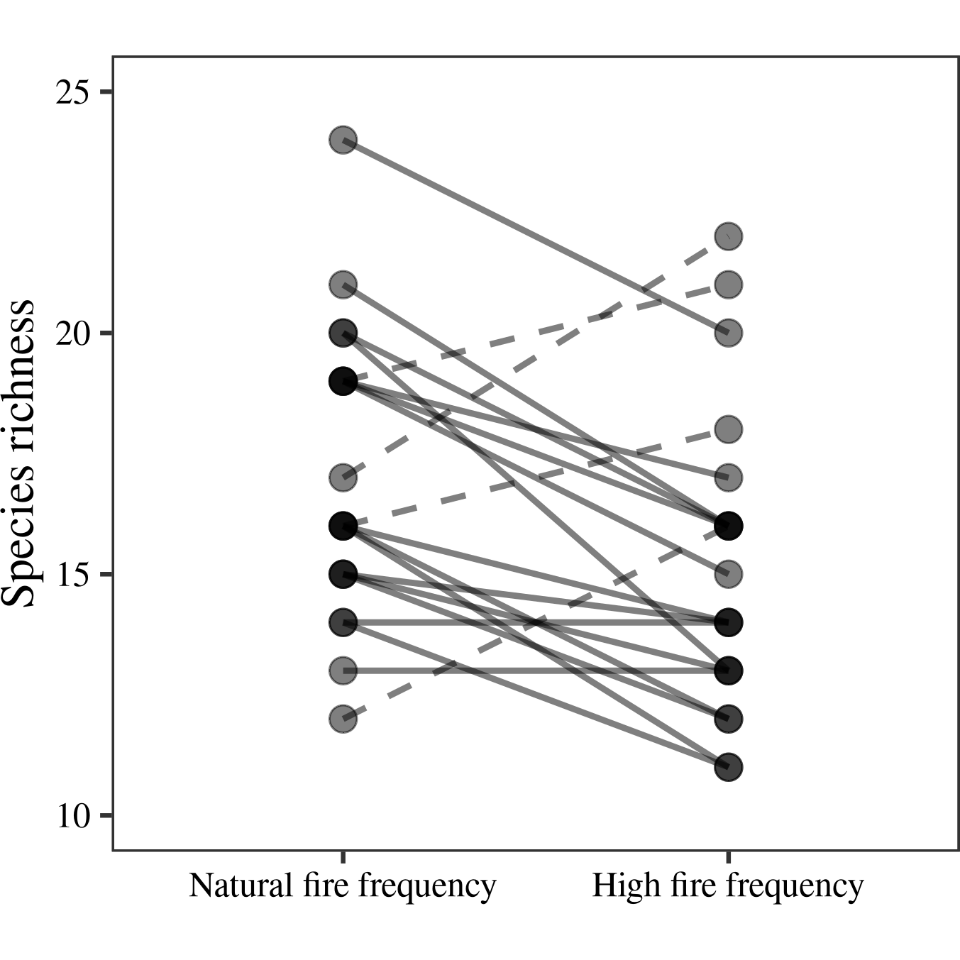 Species richness
25
20
15
10
Natural fire frequency
High fire frequency